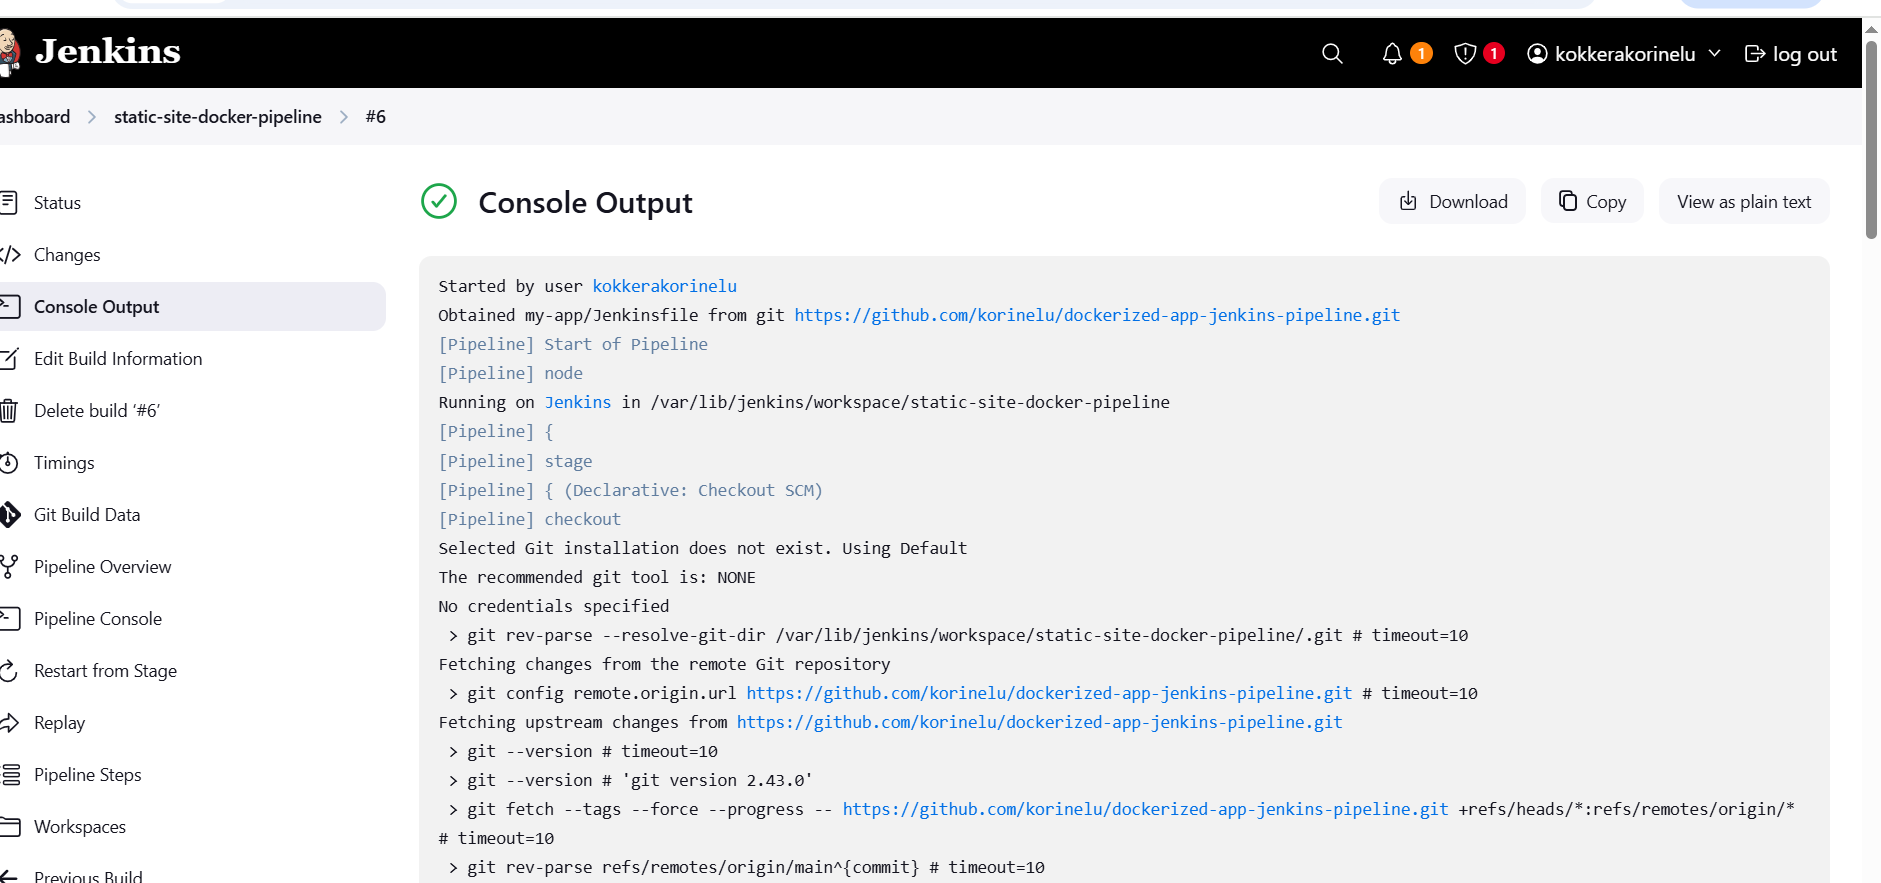 Jenkins
1
1
kokkerakorinelu
log out
ashboard > static-site-docker-pipeline > #6
Status
Changes
Console Output
Edit Build Information
Delete build ‘#6’
Timings
Git Build Data
Pipeline Overview
Pipeline Console
Restart from Stage
Replay
Pipeline Steps
Workspaces
Previous Build
Console Output
Download
Copy
View as plain text
Started by user kokkerakorinelu
Obtained my-app/Jenkinsfile from git https://github.com/korinelu/dockerized-app-jenkins-pipeline.git
[Pipeline] Start of Pipeline
[Pipeline] node
Running on Jenkins in /var/lib/jenkins/workspace/static-site-docker-pipeline
[Pipeline] {
[Pipeline] stage
[Pipeline] { (Declarative: Checkout SCM)
[Pipeline] checkout
Selected Git installation does not exist. Using Default
The recommended git tool is: NONE
No credentials specified
> git rev-parse --resolve-git-dir /var/lib/jenkins/workspace/static-site-docker-pipeline/.git # timeout=10
Fetching changes from the remote Git repository
> git config remote.origin.url https://github.com/korinelu/dockerized-app-jenkins-pipeline.git # timeout=10
Fetching upstream changes from https://github.com/korinelu/dockerized-app-jenkins-pipeline.git
> git --version # timeout=10
> git --version # 'git version 2.43.0'
> git fetch --tags --force --progress -- https://github.com/korinelu/dockerized-app-jenkins-pipeline.git +refs/heads/*:refs/remotes/origin/*
# timeout=10
> git rev-parse refs/remotes/origin/main^{commit} # timeout=10